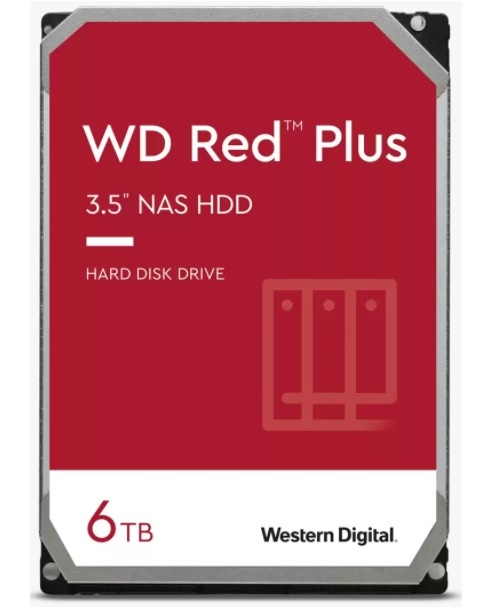 WD Red™ Plus
3.5" NAS HDD
HARD DISK DRIVE
6TB
Western Digital.